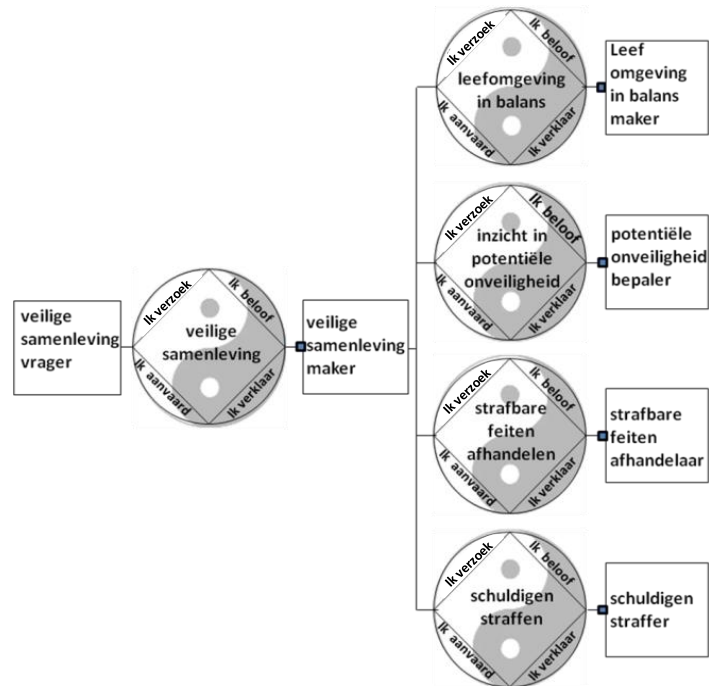 veilige
samenleving
vrager
Ik verzoek
Ik beloof
veilige
samenleving
Ik aanvaard
Ik verklaar
veilige
samenleving
maker
Ik verzoek
Ik beloof
leefomgeving
in balans
Ik aanvaard
Ik verklaar
Leef
omgeving
in balans
maker
Ik verzoek
Ik beloof
inzicht in
potentiële
onveiligheid
Ik aanvaard
Ik verklaar
potentiële
onveiligheid
bepaler
Ik verzoek
Ik beloof
strafbare
feiten
afhandelen
Ik aanvaard
Ik verklaar
strafbare
feiten
afhandelaar
Ik verzoek
Ik beloof
schuldigen
straffen
Ik aanvaard
Ik verklaar
schuldigen
straffer